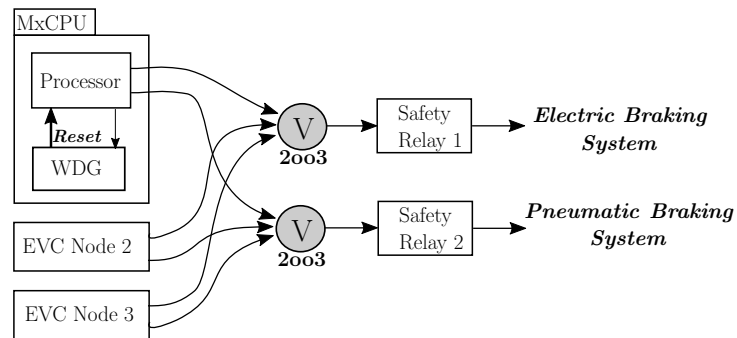 MxCPU
Processor
Reset
WDG
EVC Node 2
EVC Node 3
V
2oo3
V
2oo3
Safety
Relay 1
Safety
Relay 2
Electric Braking
System
Pneumatic Braking
System